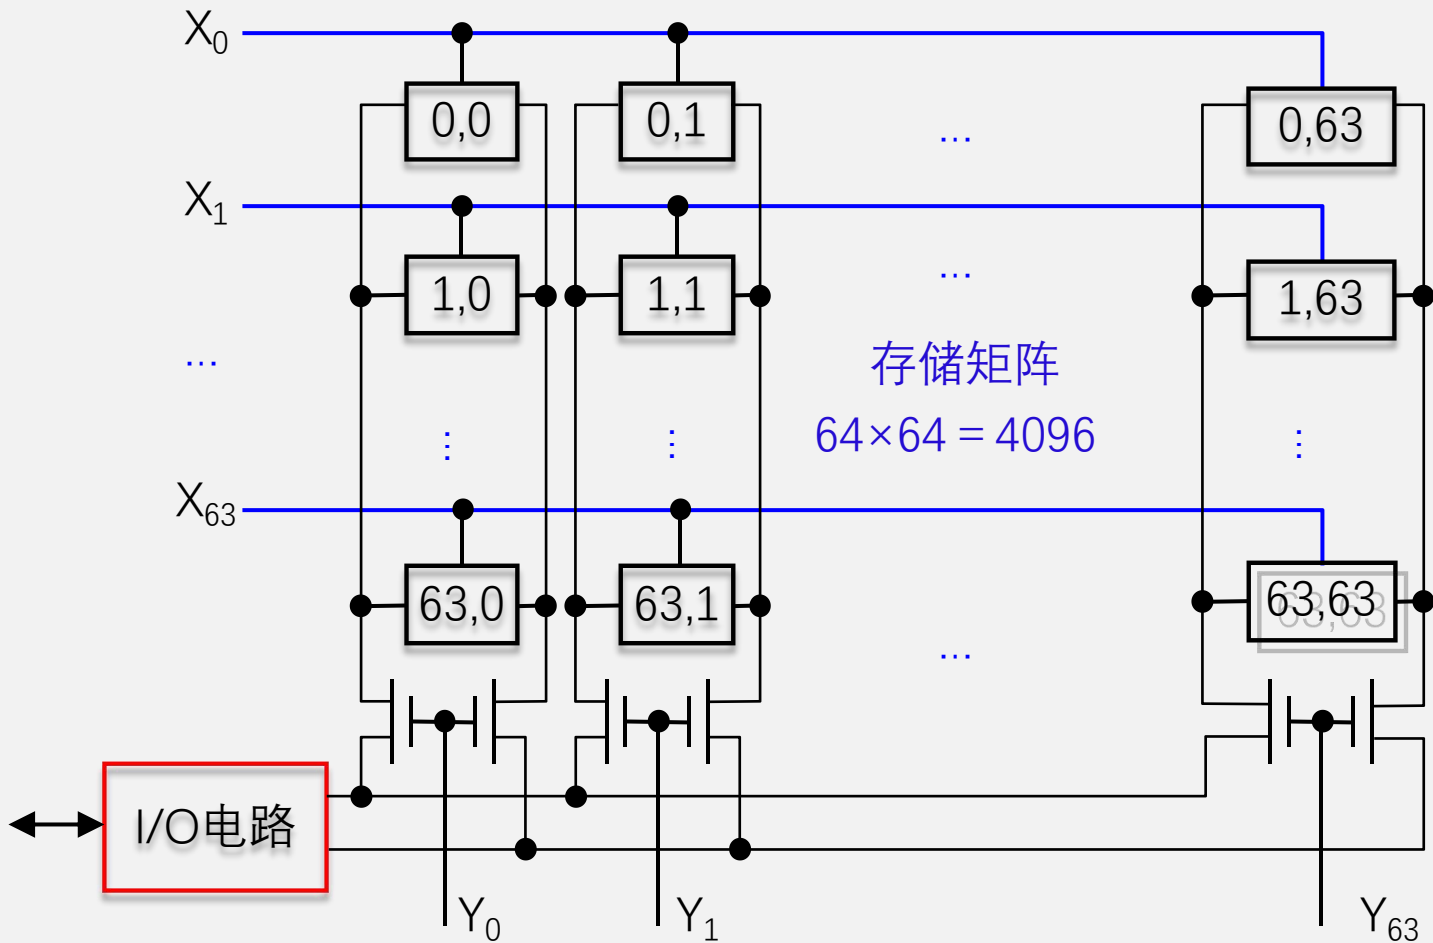 X₀
0,0 0,1 … 0,63
X₁
1,0 1,1 … 1,63
…
存储矩阵
64×64 = 4096
⋮ ⋮ ⋮
X₆₃
63,0 63,1 … 63,63
I/O电路
Y₀ Y₁ Y₆₃